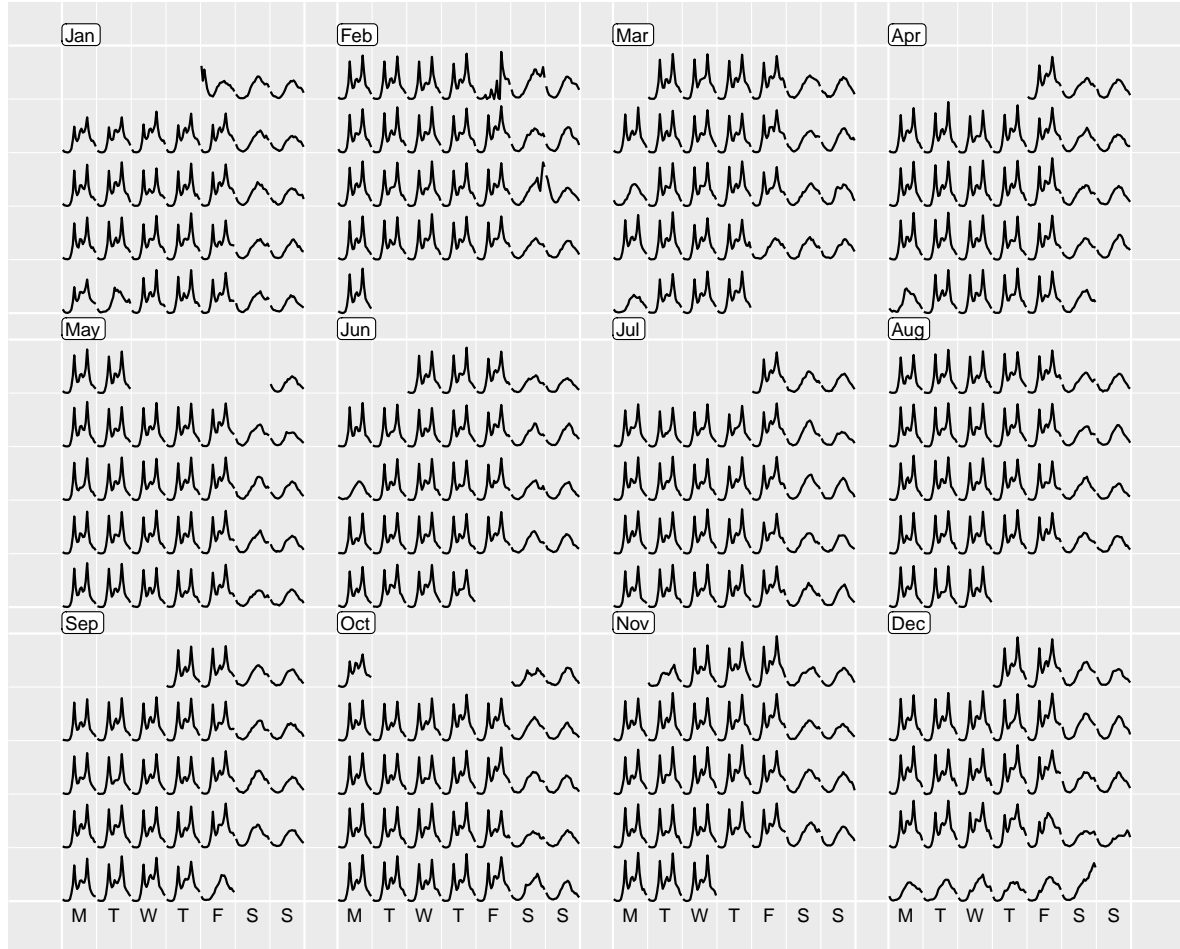 Jan Feb Mar Apr
May Jun Jul Aug
Sep Oct Nov Dec
M T W T F S S M T W T F S S M T W T F S S M T W T F S S